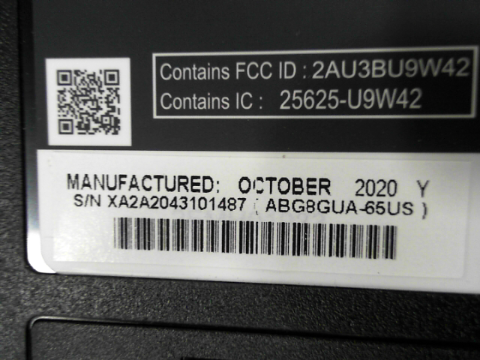 Contains FCC ID : 2AU3BU9W42
Contains IC : 25625-U9W42
MANUFACTURED: OCTOBER 2020 Y
S/N XA2A2043101487 ( ABG8GUA-65US )